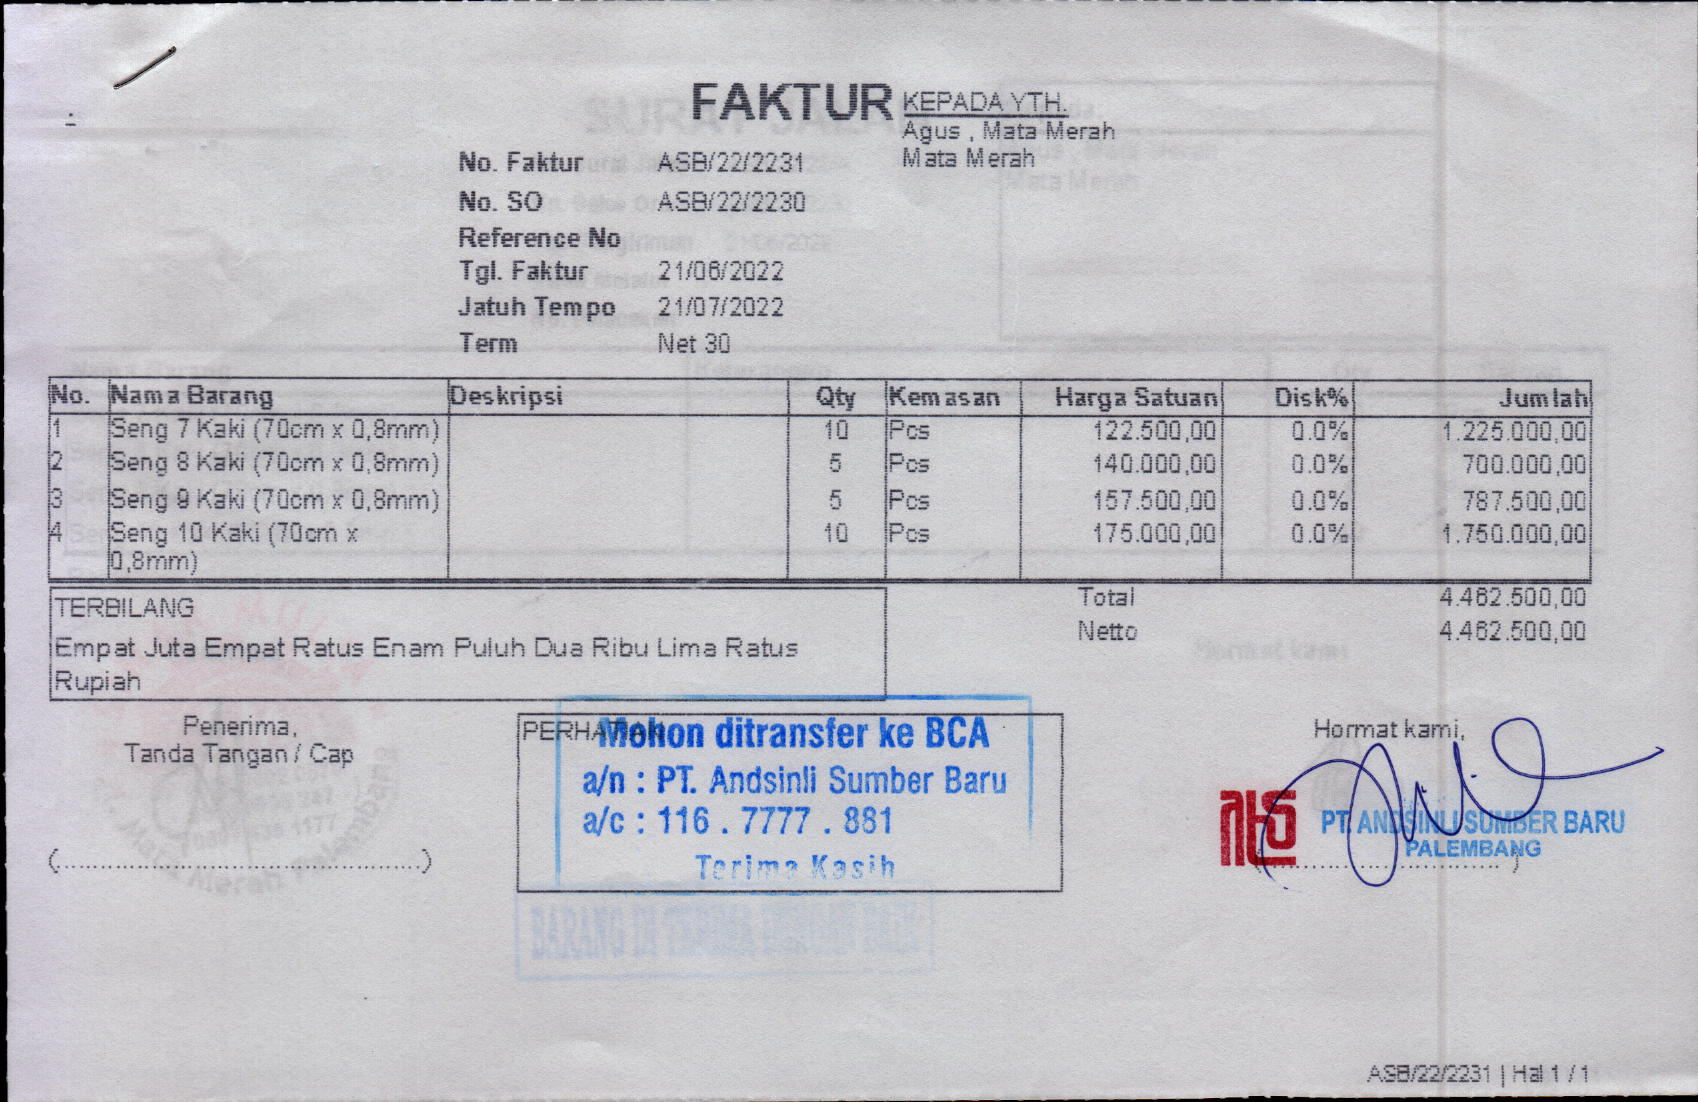 FAKTUR
KEPADA YTH.
Agus , Mata Merah
Mata Merah
No. Faktur ASB/22/2231
No. SO ASB/22/2230
Reference No
Tgl. Faktur 21/06/2022
Jatuh Tempo 21/07/2022
Term Net 30
No. Nama Barang Deskripsi Qty Kemasan Harga Satuan Disk% Jumlah
1 Seng 7 Kaki (70cm x 0,8mm) 10 Pcs 122.500,00 0.0% 1.225.000,00
2 Seng 8 Kaki (70cm x 0,8mm) 5 Pcs 140.000,00 0.0% 700.000,00
3 Seng 9 Kaki (70cm x 0,8mm) 5 Pcs 157.500,00 0.0% 787.500,00
4 Seng 10 Kaki (70cm x 10 Pcs 175.000,00 0.0% 1.750.000,00
0,8mm)
Total 4.462.500,00
Netto 4.462.500,00
TERBILANG
Empat Juta Empat Ratus Enam Puluh Dua Ribu Lima Ratus
Rupiah
Penerima,
Tanda Tangan / Cap
(..................................................)
PERHATIAN
Mohon ditransfer ke BCA
a/n : PT. Andsinli Sumber Baru
a/c : 116 . 7777 . 881
Terima Kasih
Hormat kami,
PT. ANDSINLI SUMBER BARU
PALEMBANG
ASB/22/2231 | Hal 1 / 1